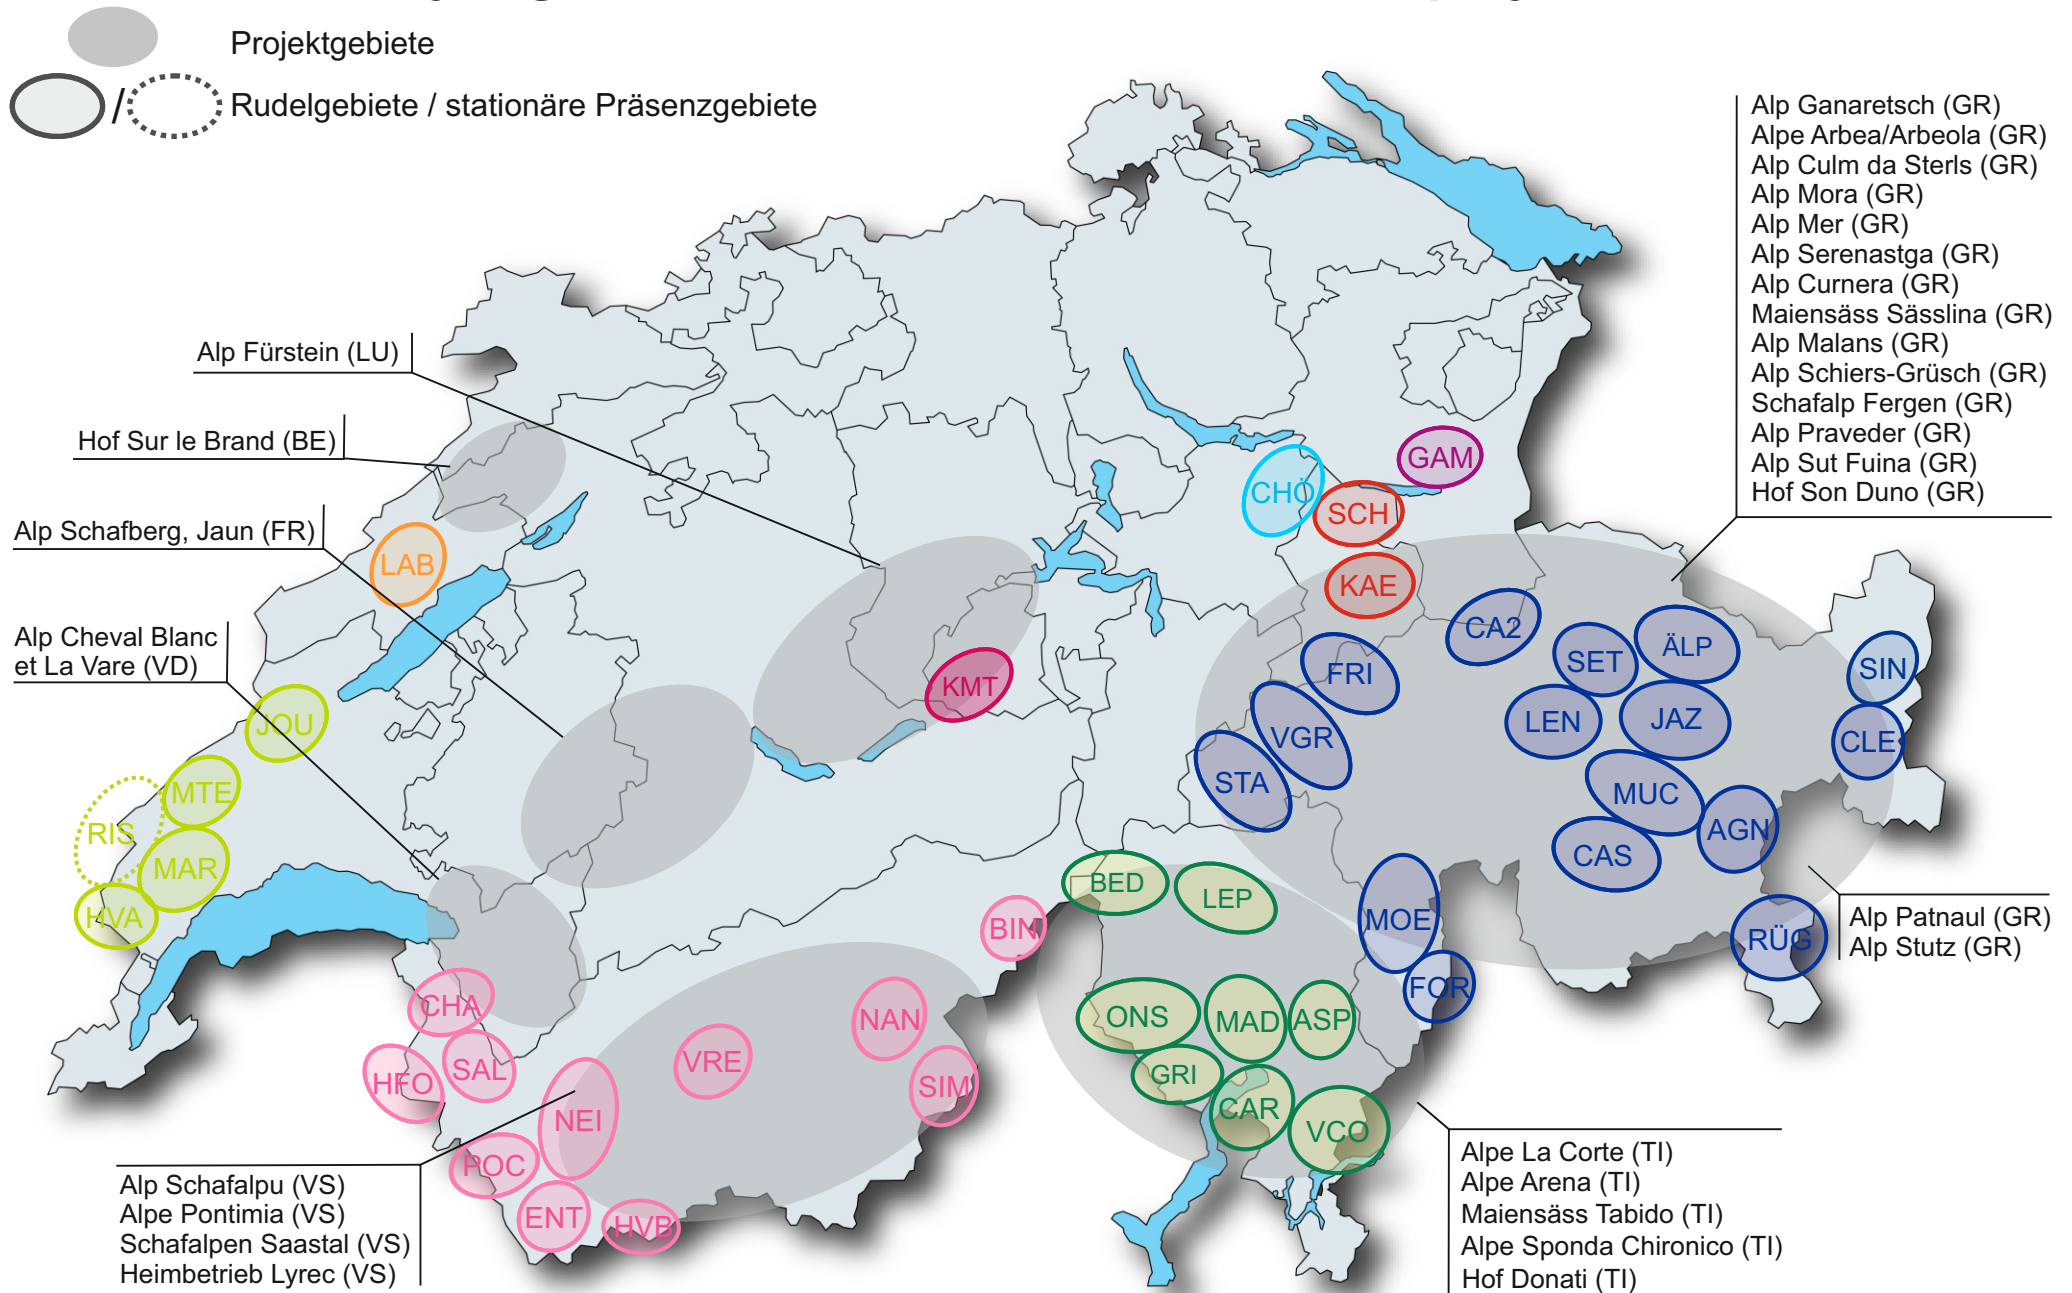 Projektgebiete
/ Rudelgebiete / stationäre Präsenzgebiete
Alp Ganaretsch (GR)
Alpe Arbea/Arbeola (GR)
Alp Culm da Sterls (GR)
Alp Mora (GR)
Alp Mer (GR)
Alp Serenastga (GR)
Alp Curnera (GR)
Maiensäss Sässlina (GR)
Alp Malans (GR)
Alp Schiers-Grüsch (GR)
Schafalp Fergen (GR)
Alp Praveder (GR)
Alp Sut Fuina (GR)
Hof Son Duno (GR)
Alp Fürstein (LU)
Hof Sur le Brand (BE)
Alp Schafberg, Jaun (FR)
Alp Cheval Blanc
et La Vare (VD)
GAM
CHÖ
SCH
KAE
LAB
CA2
ÄLP
SET
FRI
SIN
KMT
LEN
JAZ
JOU
VGR
CLE
STA
MTE
MUC
RIS
AGN
MAR
CAS
BED
LEP
HVA
MOE
BIN
RÜG
Alp Patnaul (GR)
Alp Stutz (GR)
FOR
CHA
NAN
ONS
MAD
ASP
VRE
SAL
HFO
SIM
GRI
CAR
NEI
VCO
POC
ENT
HVB
Alp Schafalpu (VS)
Alpe Pontimia (VS)
Schafalpen Saastal (VS)
Heimbetrieb Lyrec (VS)
Alpe La Corte (TI)
Alpe Arena (TI)
Maiensäss Tabido (TI)
Alpe Sponda Chironico (TI)
Hof Donati (TI)